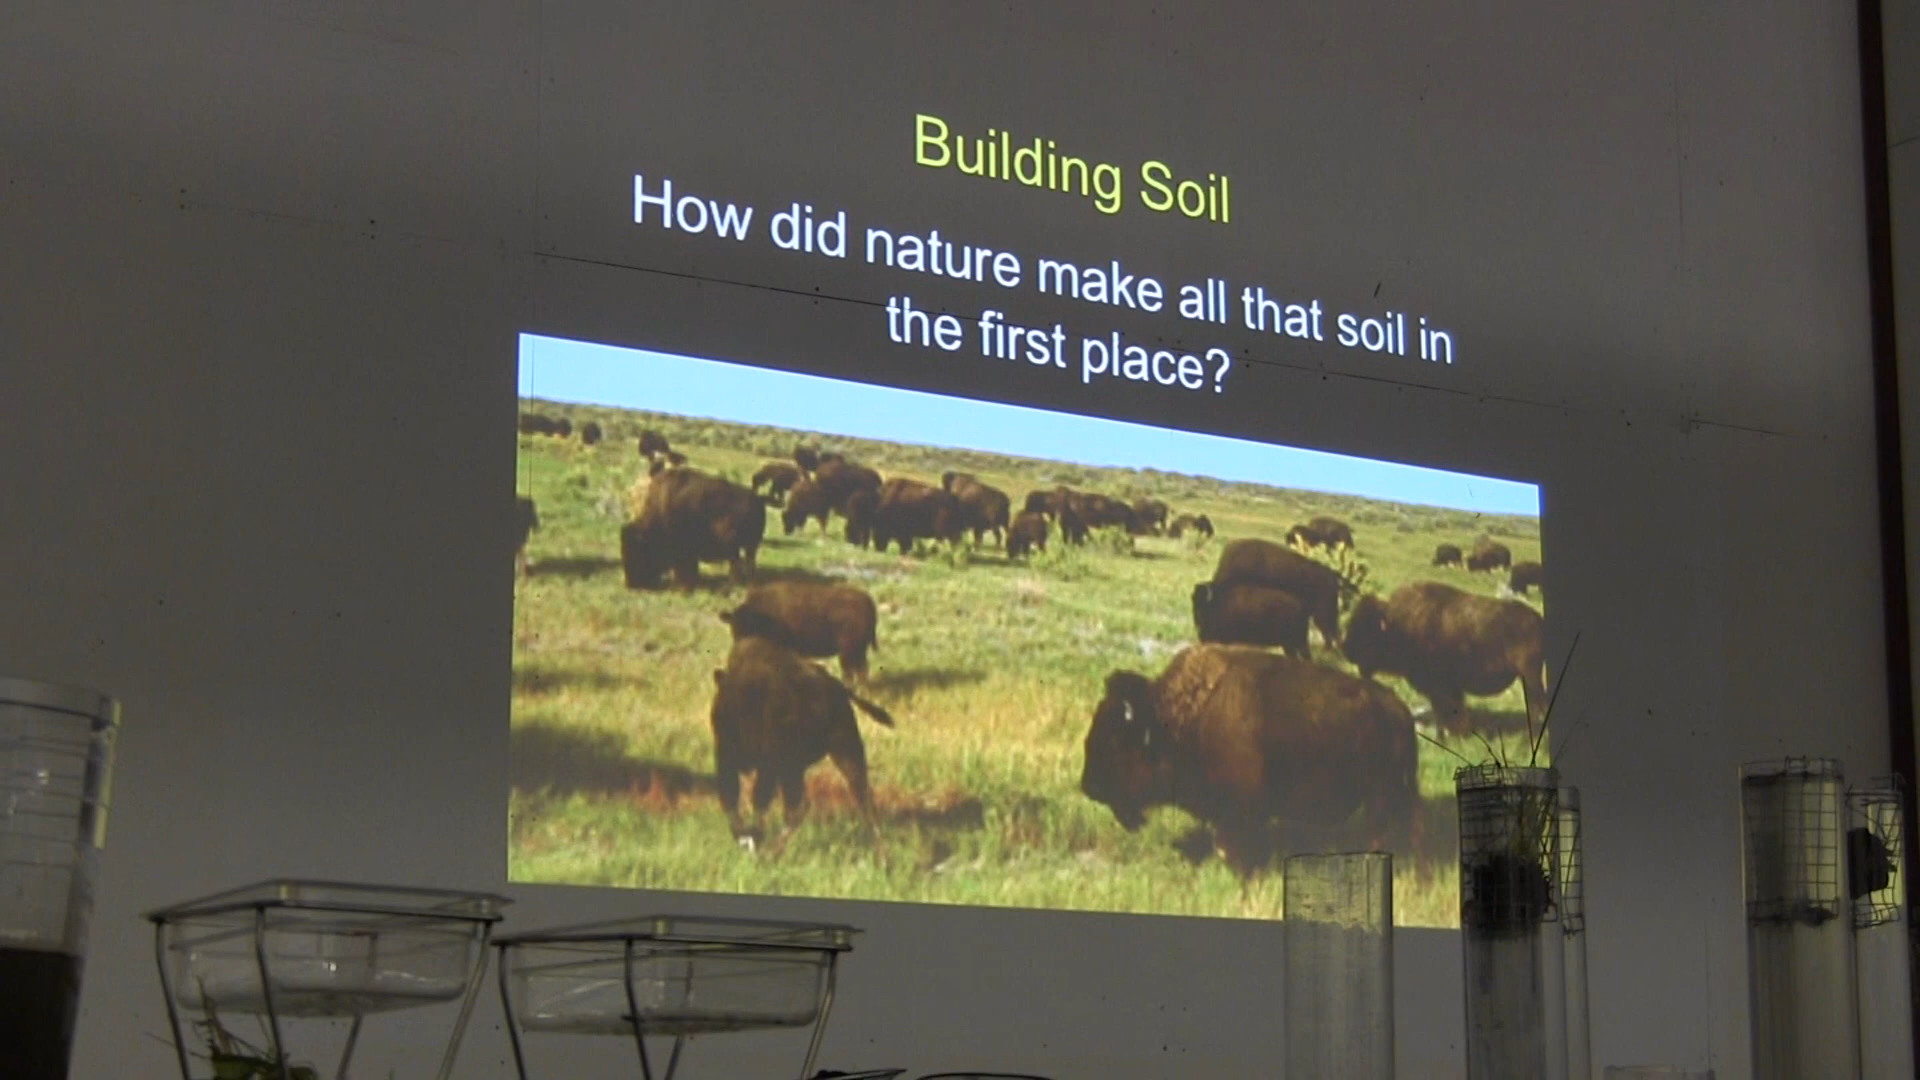 Building Soil
How did nature make all that soil in
the first place?